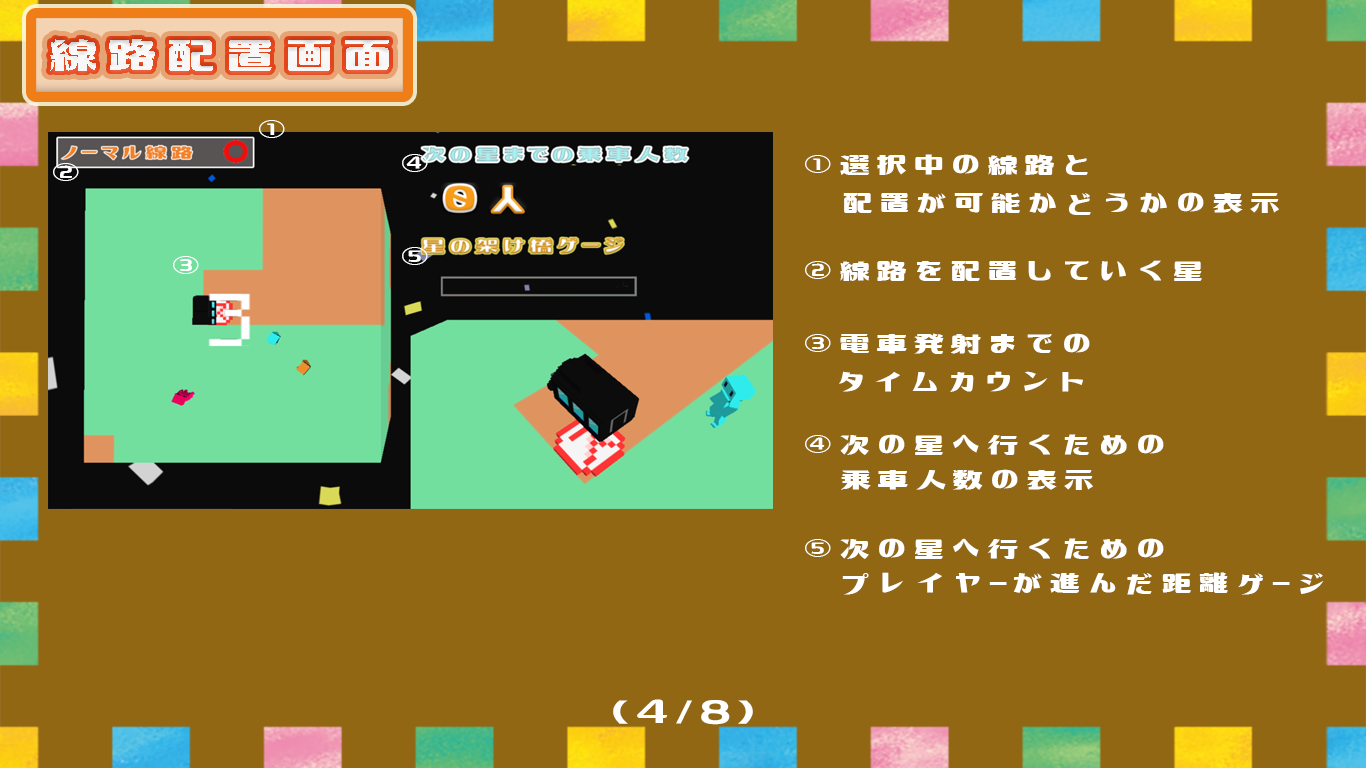 線路配置画面
①
ノーマル線路
②
③
④次の星までの乗車人数
8人
⑤星の架け橋ゲージ
①選択中の線路と
配置が可能かどうかの表示
②線路を配置していく星
③電車発射までの
タイムカウント
④次の星へ行くための
乗車人数の表示
⑤次の星へ行くための
プレイヤーが進んだ距離ゲージ
(4/8)